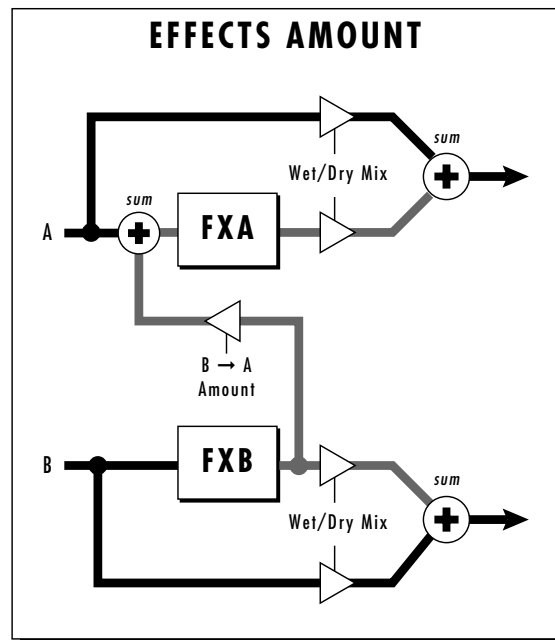 EFFECTS AMOUNT
sum
Wet/Dry Mix
sum
A
FXA
B → A
Amount
B
FXB
sum
Wet/Dry Mix